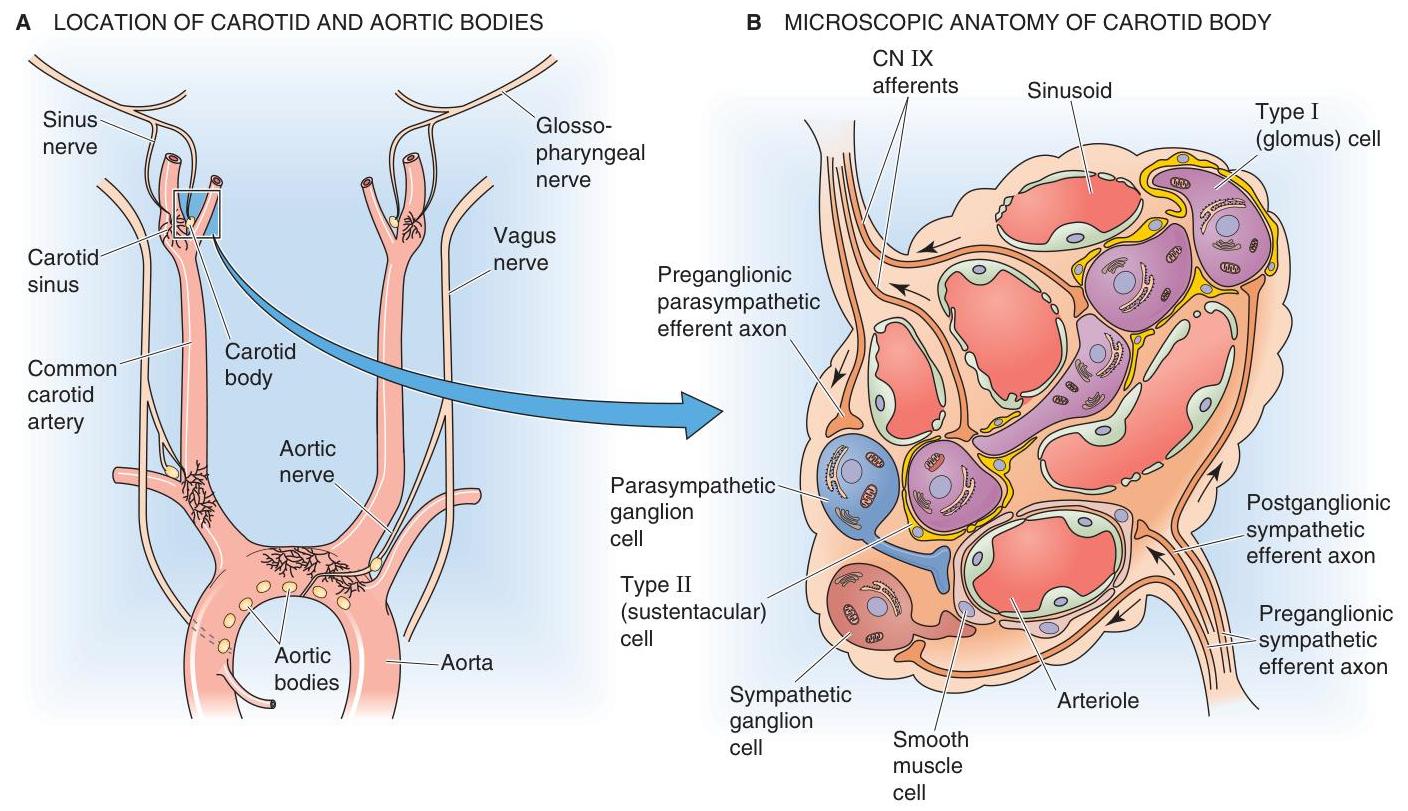 A LOCATION OF CAROTID AND AORTIC BODIES
Sinus
nerve
Glosso-
pharyngeal
nerve
Carotid
sinus
Vagus
nerve
Common
carotid
artery
Carotid
body
Aortic
nerve
Aortic
bodies
Aorta
B MICROSCOPIC ANATOMY OF CAROTID BODY
CN IX
afferents
Sinusoid
Type I
(glomus) cell
Preganglionic
parasympathetic
efferent axon
Parasympathetic
ganglion
cell
Type II
(sustentacular)
cell
Sympathetic
ganglion
cell
Smooth
muscle
cell
Arteriole
Postganglionic
sympathetic
efferent axon
Preganglionic
sympathetic
efferent axon